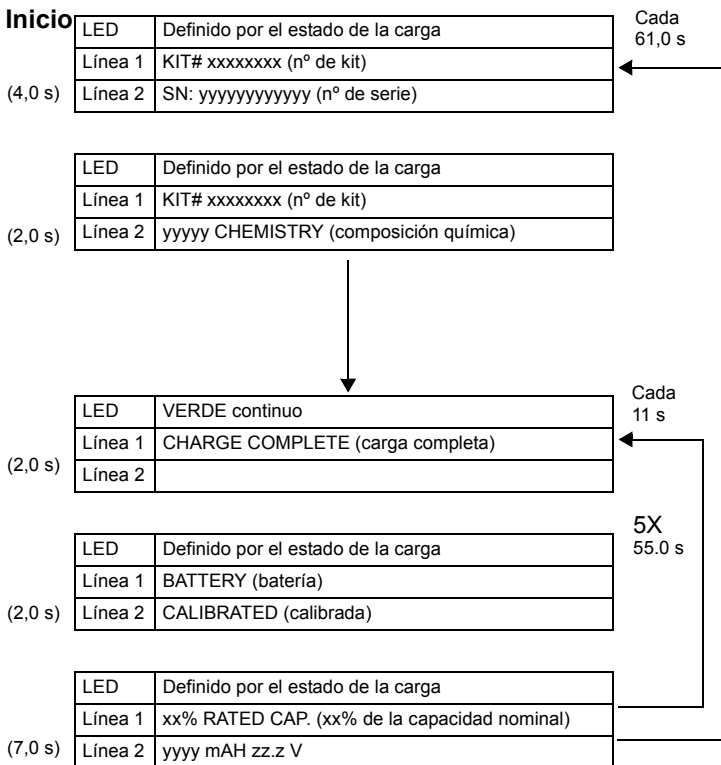 Inicio
LED Definido por el estado de la carga
Línea 1 KIT# xxxxxxxx (nº de kit)
(4,0 s) Línea 2 SN: yyyyyyyyyyyy (nº de serie)
Cada
61,0 s
LED Definido por el estado de la carga
Línea 1 KIT# xxxxxxxx (nº de kit)
(2,0 s) Línea 2 yyyyy CHEMISTRY (composición química)
LED VERDE continuo
Línea 1 CHARGE COMPLETE (carga completa)
(2,0 s) Línea 2
Cada
11 s
LED Definido por el estado de la carga
Línea 1 BATTERY (batería)
(2,0 s) Línea 2 CALIBRATED (calibrada)
5X
55.0 s
LED Definido por el estado de la carga
Línea 1 xx% RATED CAP. (xx% de la capacidad nominal)
(7,0 s) Línea 2 yyyy mAH zz.z V